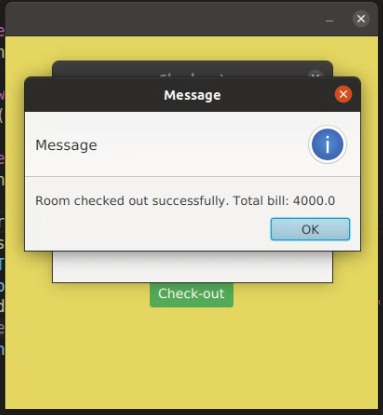 Message
Message
Room checked out successfully. Total bill: 4000.0
OK
Check-out